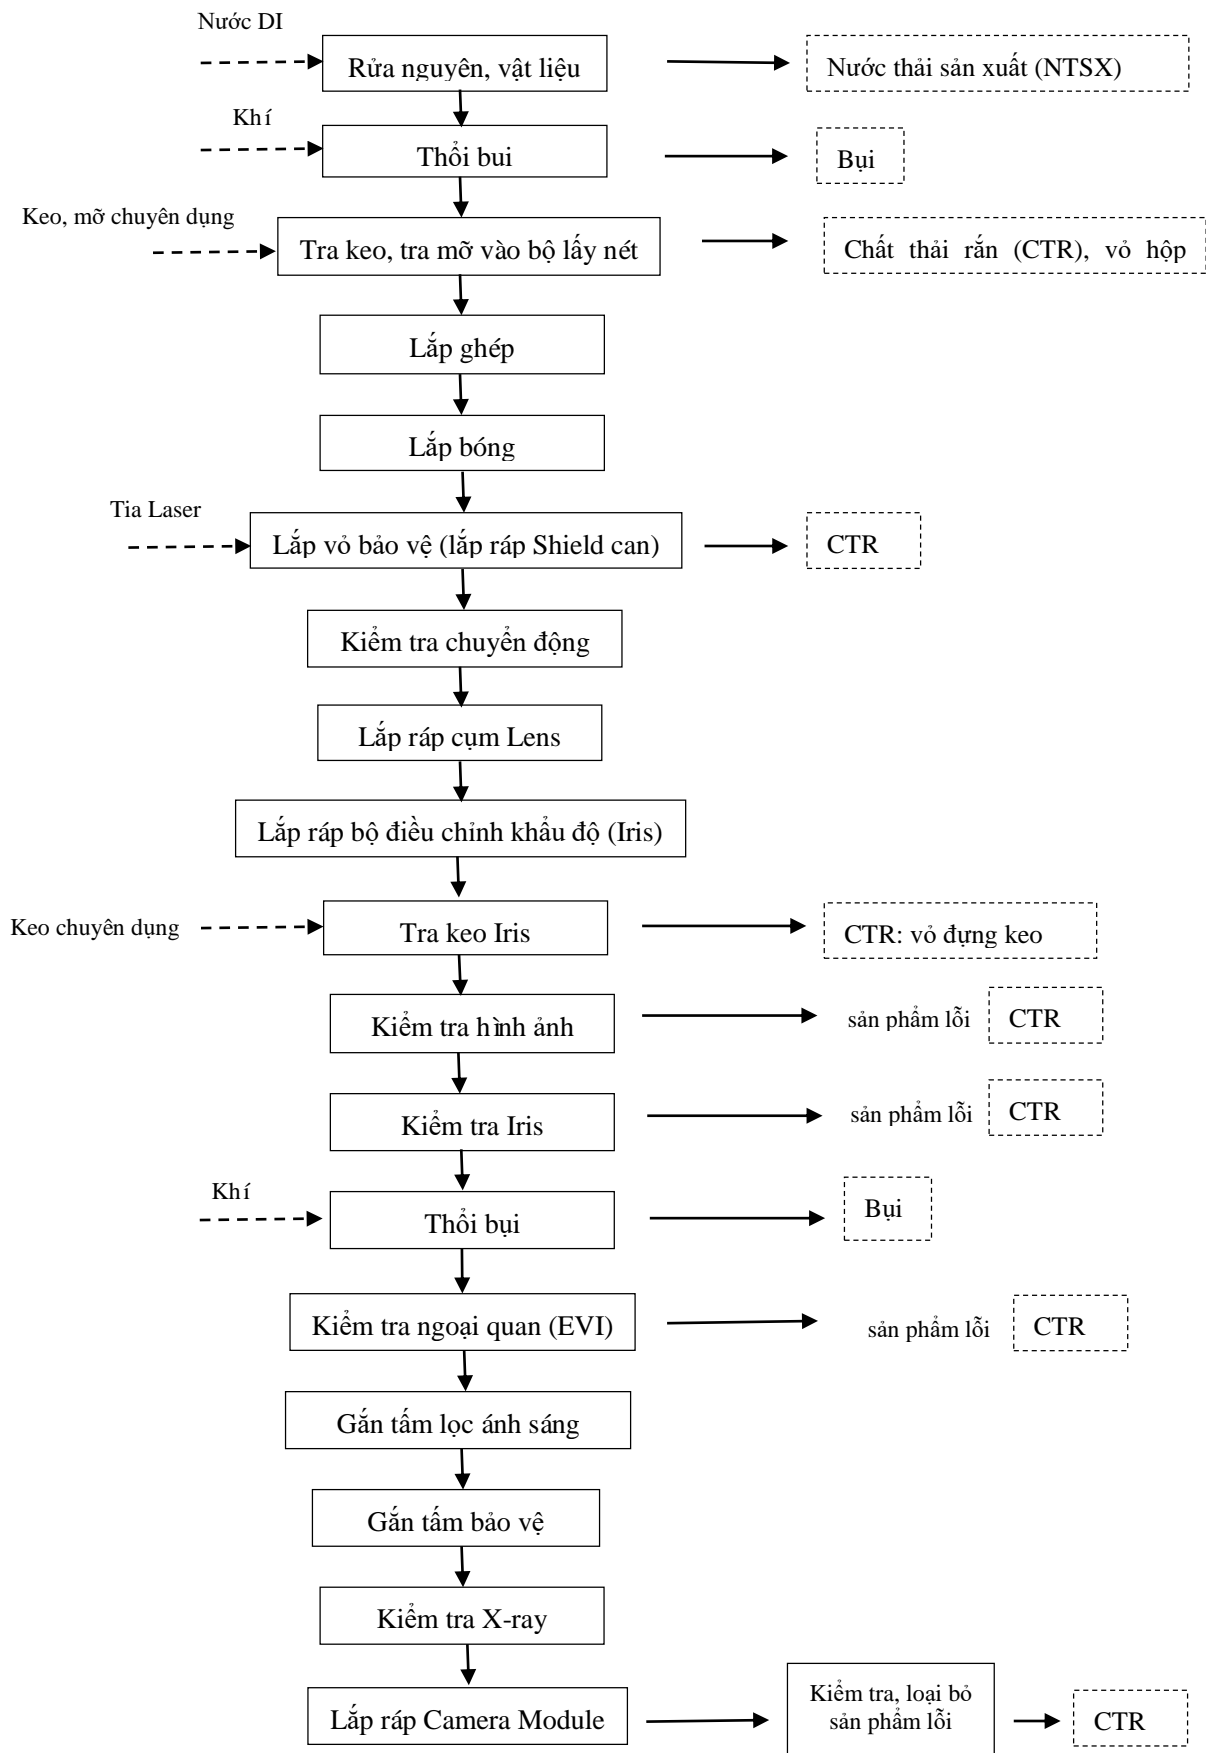 Nước DI
Rửa nguyên, vật liệu
Nước thải sản xuất (NTSX)
Khí
Thổi bui
Bụi
Keo, mỡ chuyên dụng
Tra keo, tra mỡ vào bộ lấy nét
Chất thải rắn (CTR), vỏ hộp
Lắp ghép
Lắp bóng
Tia Laser
Lắp vỏ bảo vệ (lắp ráp Shield can)
CTR
Kiểm tra chuyển động
Lắp ráp cụm Lens
Lắp ráp bộ điều chỉnh khẩu độ (Iris)
Keo chuyên dụng
Tra keo Iris
CTR: vỏ đựng keo
Kiểm tra hình ảnh
sản phẩm lỗi
CTR
Kiểm tra Iris
sản phẩm lỗi
CTR
Khí
Thổi bụi
Bụi
Kiểm tra ngoại quan (EVI)
sản phẩm lỗi
CTR
Gắn tấm lọc ánh sáng
Gắn tấm bảo vệ
Kiểm tra X-ray
Lắp ráp Camera Module
Kiểm tra, loại bỏ
sản phẩm lỗi
CTR